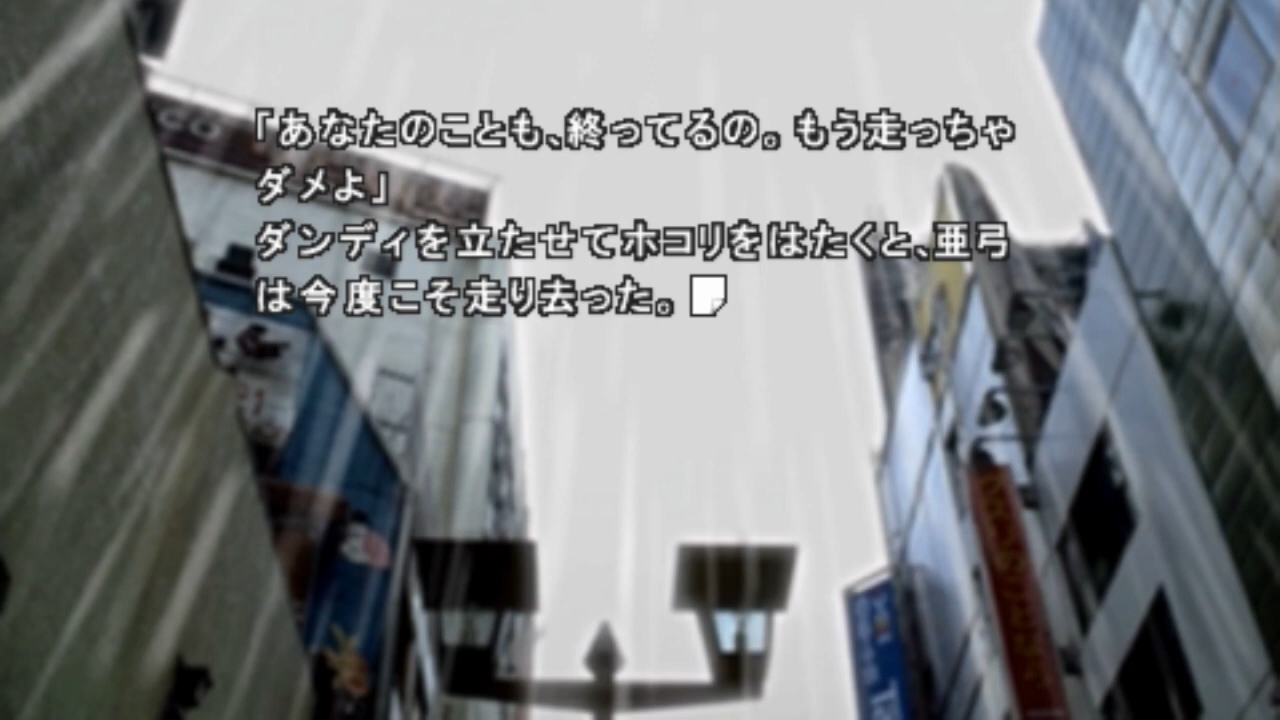 「あなたのことも、終ってるの。もう走っちゃ
ダメよ」
ダンディを立たせてホコリをはたくと、亜弓
は今度こそ走り去った。